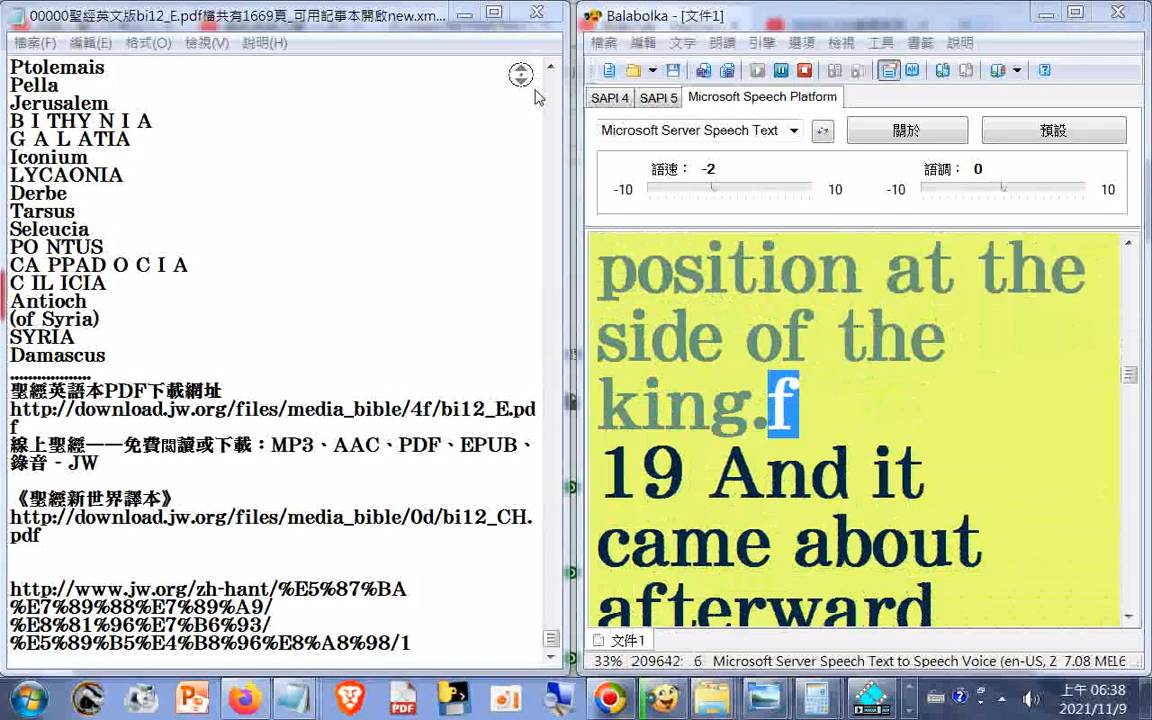 00000聖經英文版bi12_E.pdf檔共有1669頁_可用記事本開啟new.xm...
檔案(F) 編輯(E) 格式(O) 檢視(V) 說明(H)
Ptolemais
Pella
Jerusalem
B I THY N I A
G A L ATIA
Iconium
LYCAONIA
Derbe
Tarsus
Seleucia
PO NTUS
CA PPAD O C I A
C IL ICIA
Antioch
(of Syria)
SYRIA
Damascus
..................
聖經英語本PDF下載網址
http://download.jw.org/files/media_bible/4f/bi12_E.pd
f
線上聖經──免費閱讀或下載：MP3、AAC、PDF、EPUB、
錄音 - JW
《聖經新世界譯本》
http://download.jw.org/files/media_bible/0d/bi12_CH.
pdf
http://www.jw.org/zh-hant/%E5%87%BA
%E7%89%88%E7%89%A9/
%E8%81%96%E7%B6%93/
%E5%89%B5%E4%B8%96%E8%A8%98/1
Balabolka - [文件1]
檔案 編輯 文字 朗讀 引擎 選項 檢視 工具 書籤 說明
SAPI 4 SAPI 5 Microsoft Speech Platform
Microsoft Server Speech Text 關於 預設
語速： -2 語調： 0
-10 10 -10 10
position at the
side of the
king.f
19 And it
came about
afterward
文件1
33% 209642: 6 Microsoft Server Speech Text to Speech Voice (en-US, Z 7.08 МЕ
上午 06:38
2021/11/9